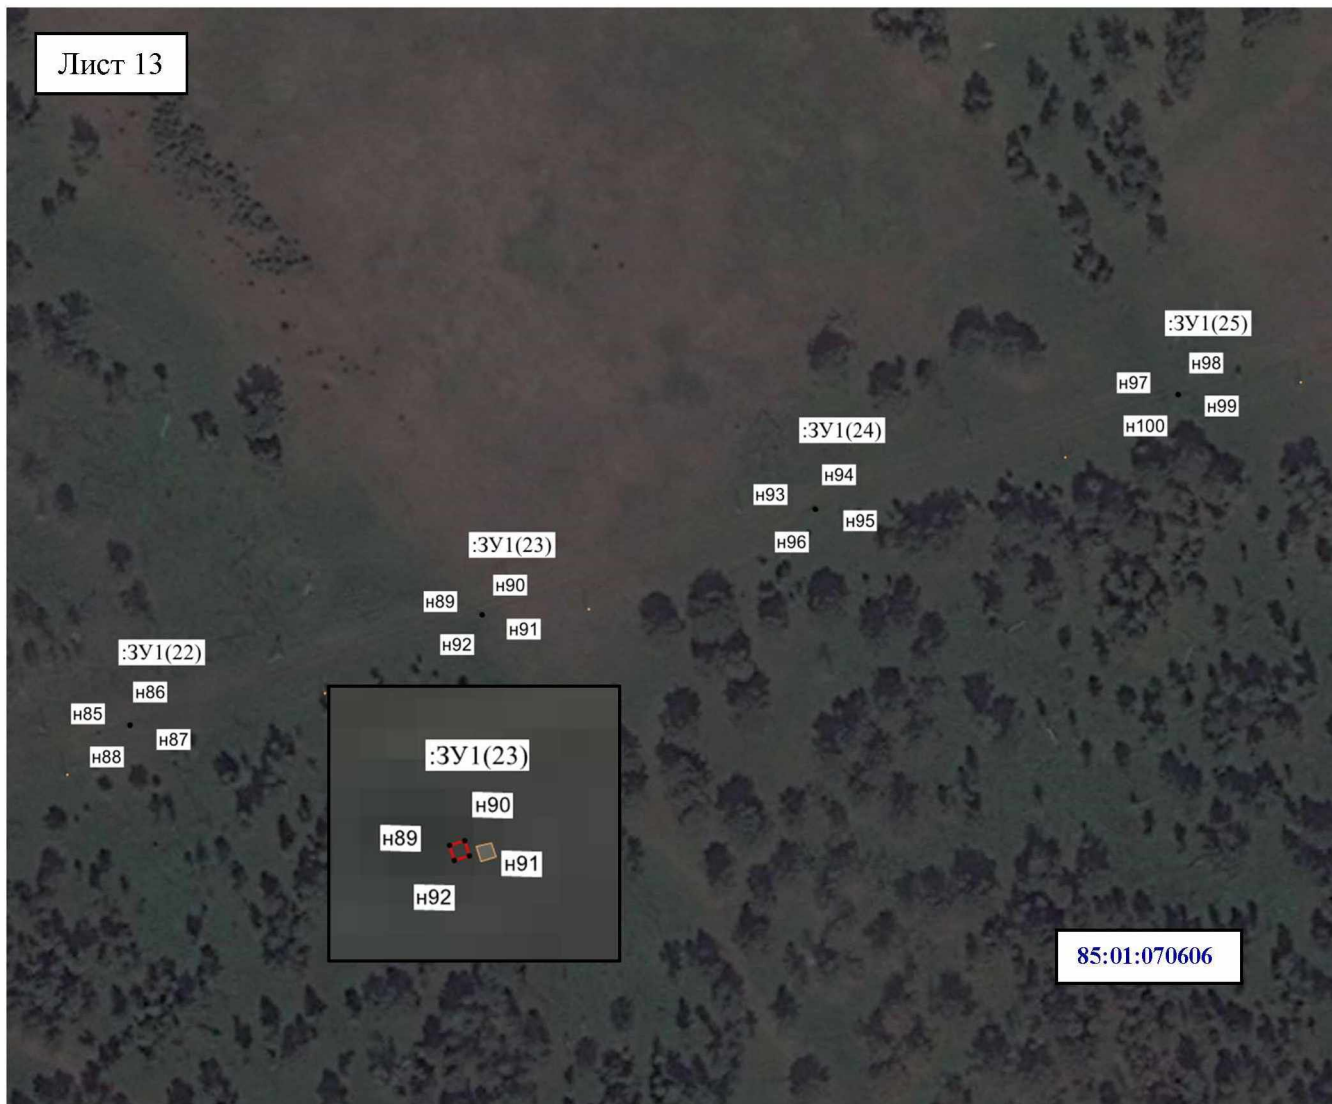 Лист 13
:ЗУ1(25)
н98
н97
н99
н100
:ЗУ1(24)
н94
н93
н95
н96
:ЗУ1(23)
н90
н89
н91
н92
:ЗУ1(22)
н86
н85
н87
н88
:ЗУ1(23)
н90
н89
н91
н92
85:01:070606